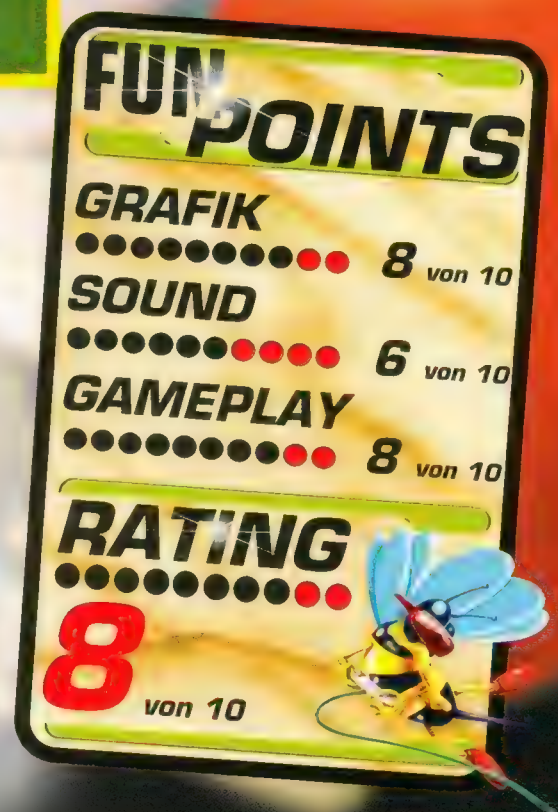 FUN
POINTS
GRAFIK
8 von 10
SOUND
6 von 10
GAMEPLAY
8 von 10
RATING
8 von 10